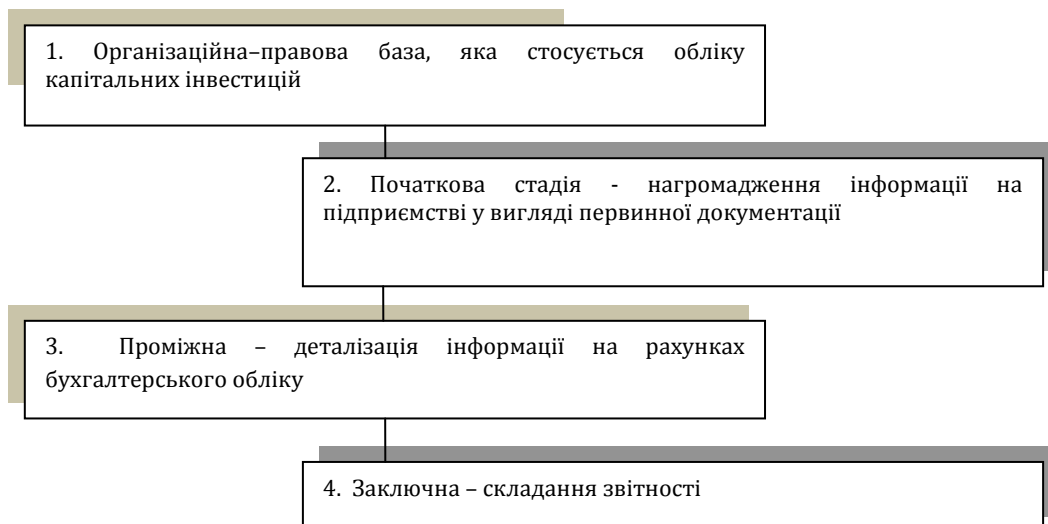 1. Організаційна–правова база, яка стосується обліку
капітальних інвестицій
2. Початкова стадія - нагромадження інформації на
підприємстві у вигляді первинної документації
3. Проміжна – деталізація інформації на рахунках
бухгалтерського обліку
4. Заключна – складання звітності